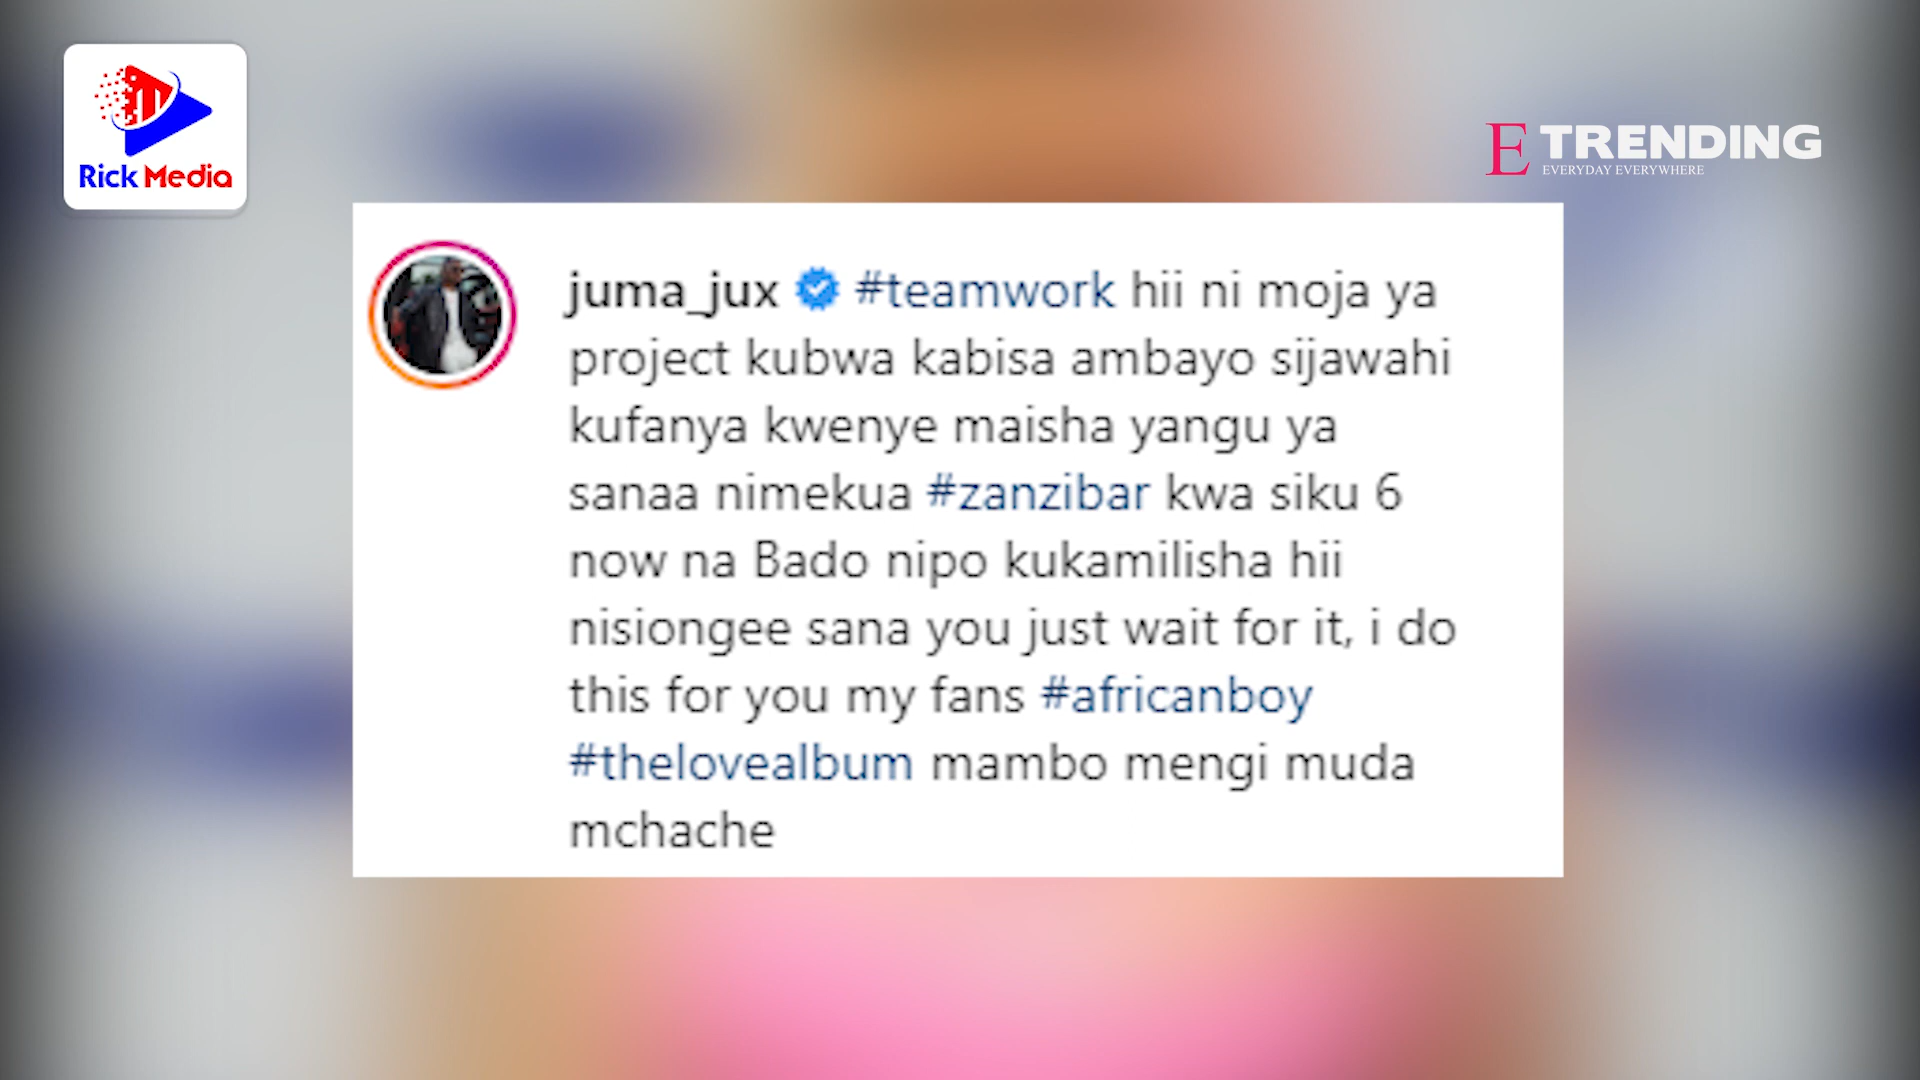 Rick Media
E TRENDING
EVERYDAY EVERYWHERE
juma_jux #teamwork hii ni moja ya
project kubwa kabisa ambayo sijawahi
kufanya kwenye maisha yangu ya
sanaa nimekua #zanzibar kwa siku 6
now na Bado nipo kukamilisha hii
nisiongee sana you just wait for it, i do
this for you my fans #africanboy
#thelovealbum mambo mengi muda
mchache